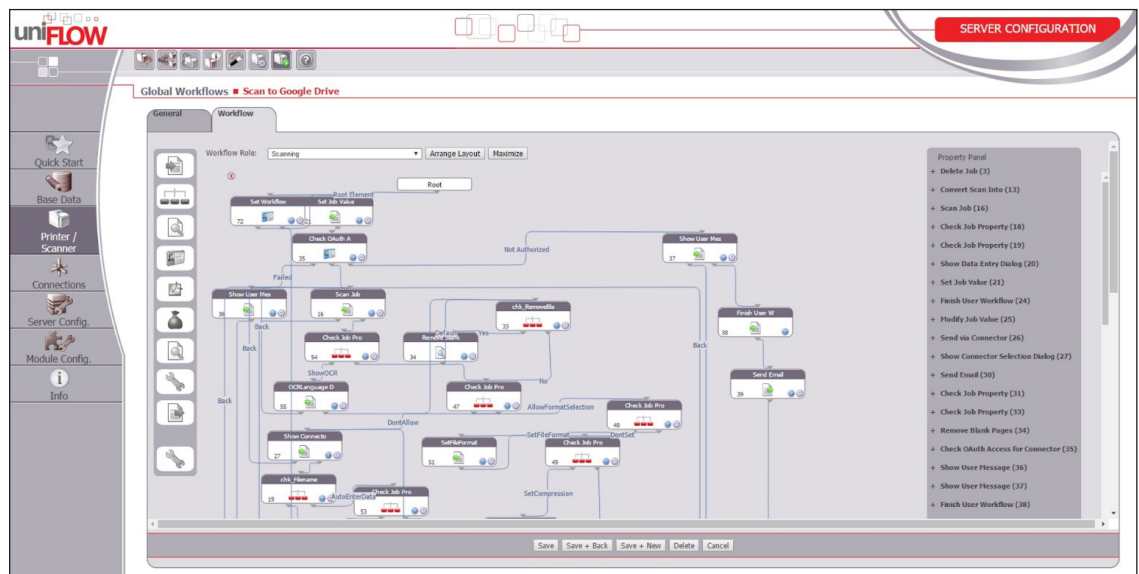 uniFLOW
SERVER CONFIGURATION
Global Workflows ■ Scan to Google Drive
General
Workflow
Workflow Role: Scanning
Arrange Layout
Maximize
Quick Start
Base Data
Printer / Scanner
Connections
Server Config.
Module Config.
Info
Root
Root Element
Set Workflow
72
Set Job Value
21
Check OAuth A
35
Not Authorized
Show User Mes
37
Failed
Show User Mes
36
Scan Job
16
chk_RemoveBla
33
Finish User W
38
Back
Default
Yes
Check Job Pro
54
Remove Blank
34
Back
Back
ShowOCR
No
Send Email
39
OCRLanguage D
55
Check Job Pro
47
AllowFormatSelection
Check Job Pro
48
Back
DontAllow
Show Connecto
27
SetFileFormat
51
SetFileFormat
DontSet
Check Job Pro
49
chk_Filename
19
AutoEnterData
Check Job Pro
53
SetCompression
Property Panel
+ Delete Job (3)
+ Convert Scan Into (13)
+ Scan Job (16)
+ Check Job Property (18)
+ Check Job Property (19)
+ Show Data Entry Dialog (20)
+ Set Job Value (21)
+ Finish User Workflow (24)
+ Modify Job Value (25)
+ Send via Connector (26)
+ Show Connector Selection Dialog (27)
+ Send Email (30)
+ Check Job Property (31)
+ Check Job Property (33)
+ Remove Blank Pages (34)
+ Check OAuth Access for Connector (35)
+ Show User Message (36)
+ Show User Message (37)
+ Finish User Workflow (38)
Save
Save + Back
Save + New
Delete
Cancel